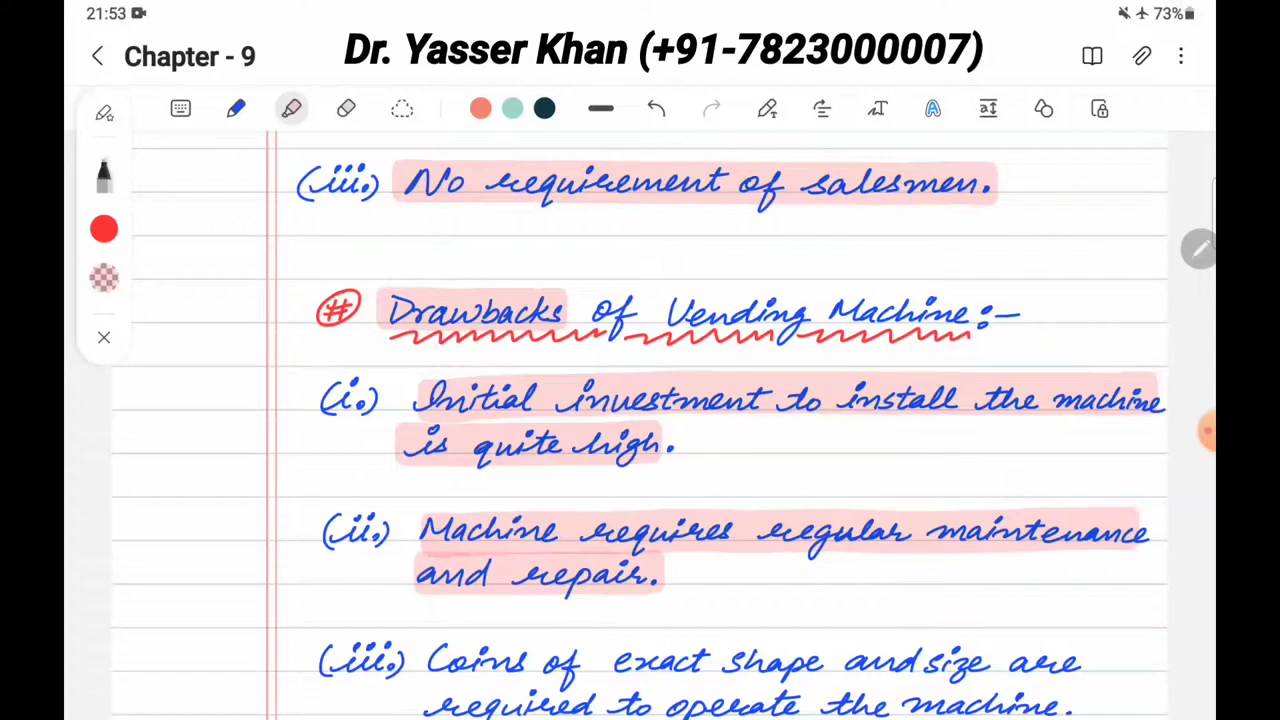 21:53
73%
Dr. Yasser Khan (+91-7823000007)
Chapter - 9
(iii.) No requirement of salesmen.
# Drawbacks of Vending Machine:-
(i.) Initial investment to install the machine
is quite high.
(ii.) Machine requires regular maintenance
and repair.
(iii.) Coins of exact shape and size are
required to operate the machine.